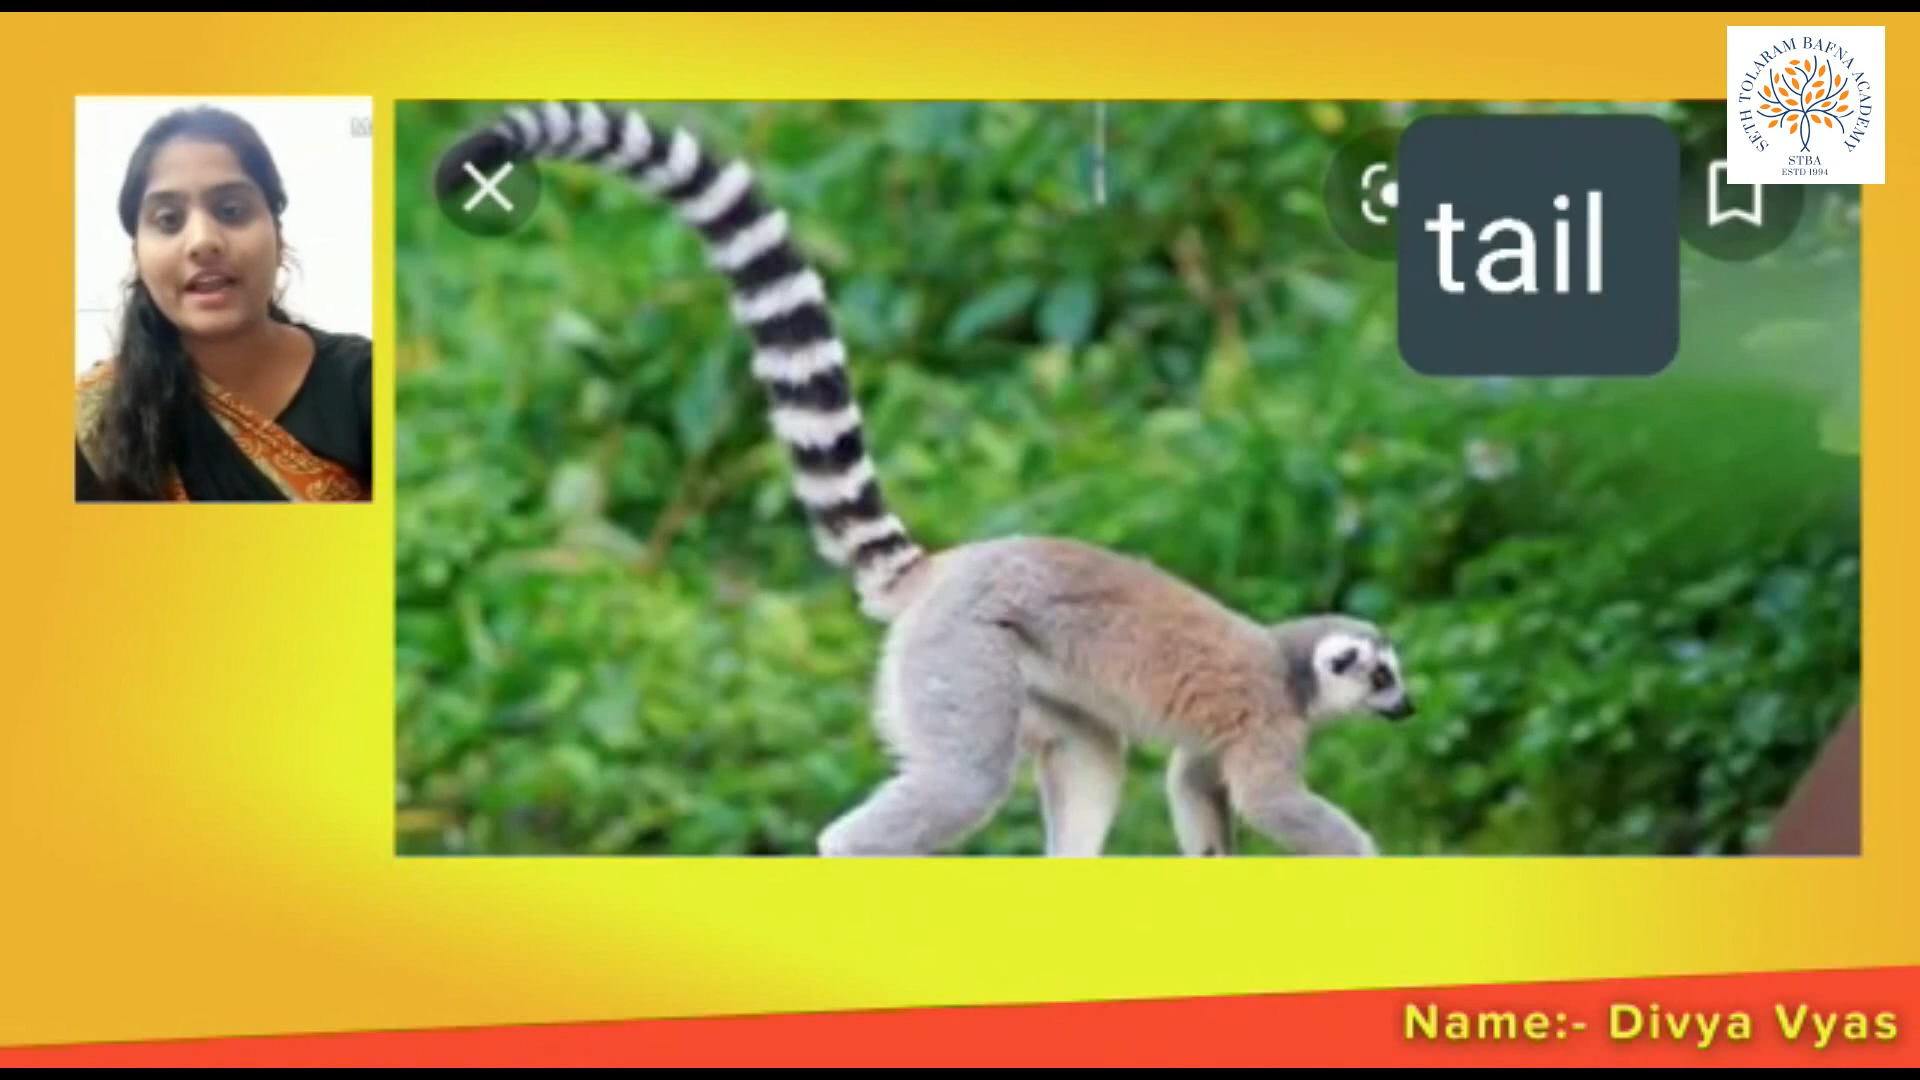 SETH TOLARAM BAFNA ACADEMY
STBA
ESTD 1994
tail
Name:- Divya Vyas